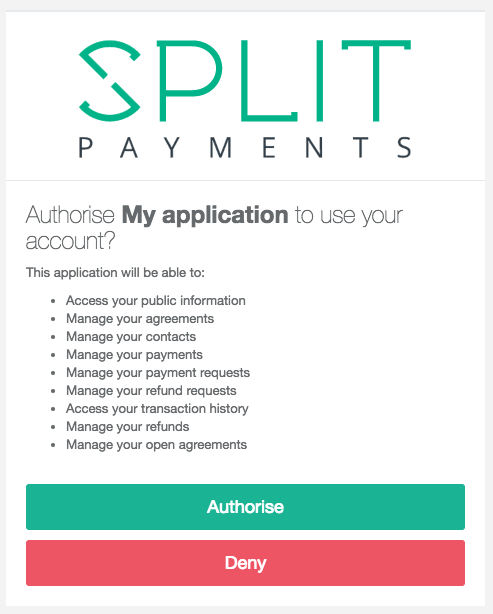 SPLIT
PAYMENTS
Authorise My application to use your
account?
This application will be able to:
• Access your public information
• Manage your agreements
• Manage your contacts
• Manage your payments
• Manage your payment requests
• Manage your refund requests
• Access your transaction history
• Manage your refunds
• Manage your open agreements
Authorise
Deny